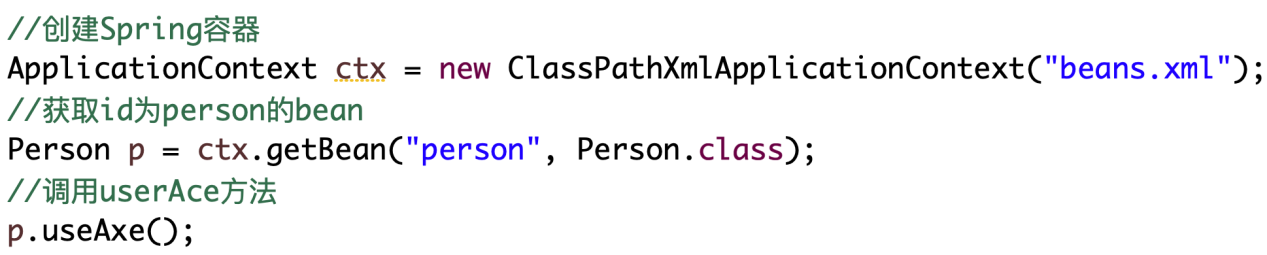 //创建Spring容器
ApplicationContext ctx = new ClassPathXmlApplicationContext("beans.xml");
//获取id为person的bean
Person p = ctx.getBean("person", Person.class);
//调用userAce方法
p.useAxe();